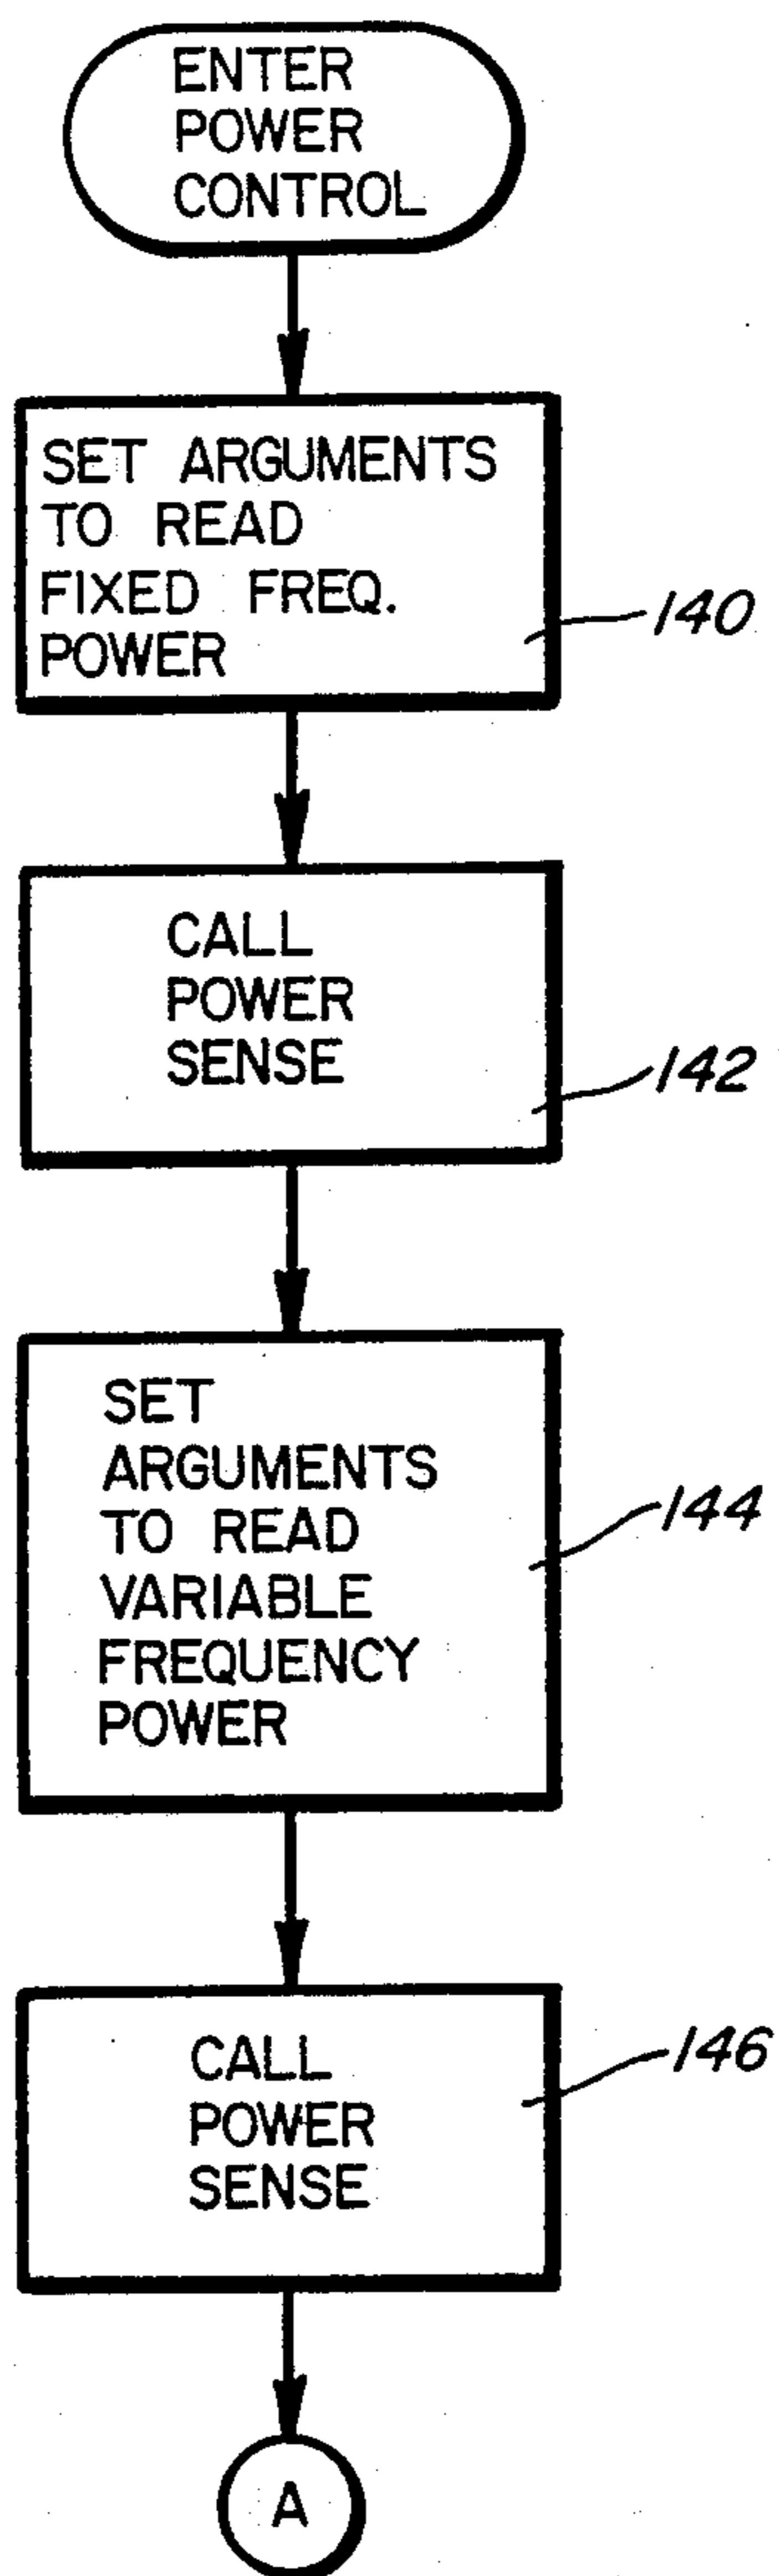 ENTER
POWER
CONTROL
SET ARGUMENTS
TO READ
FIXED FREQ.
POWER
140
CALL
POWER
SENSE
142
SET
ARGUMENTS
TO READ
VARIABLE
FREQUENCY
POWER
144
CALL
POWER
SENSE
146
A